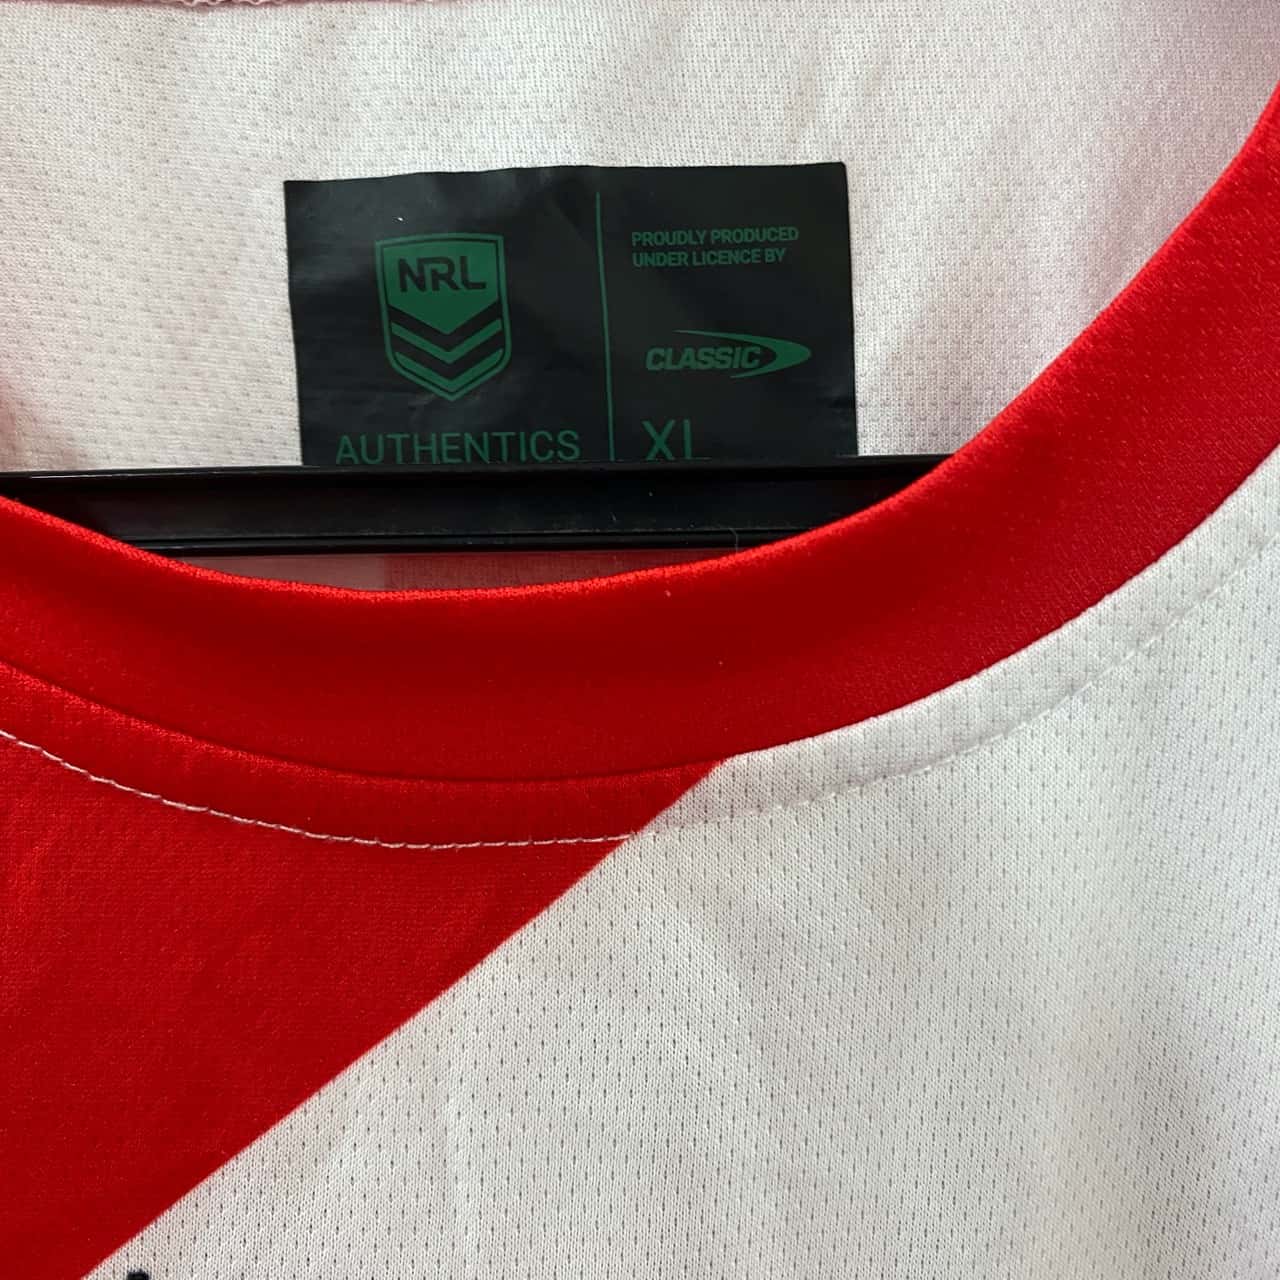 NRL
AUTHENTICS
PROUDLY PRODUCED
UNDER LICENCE BY
CLASSIC
XL